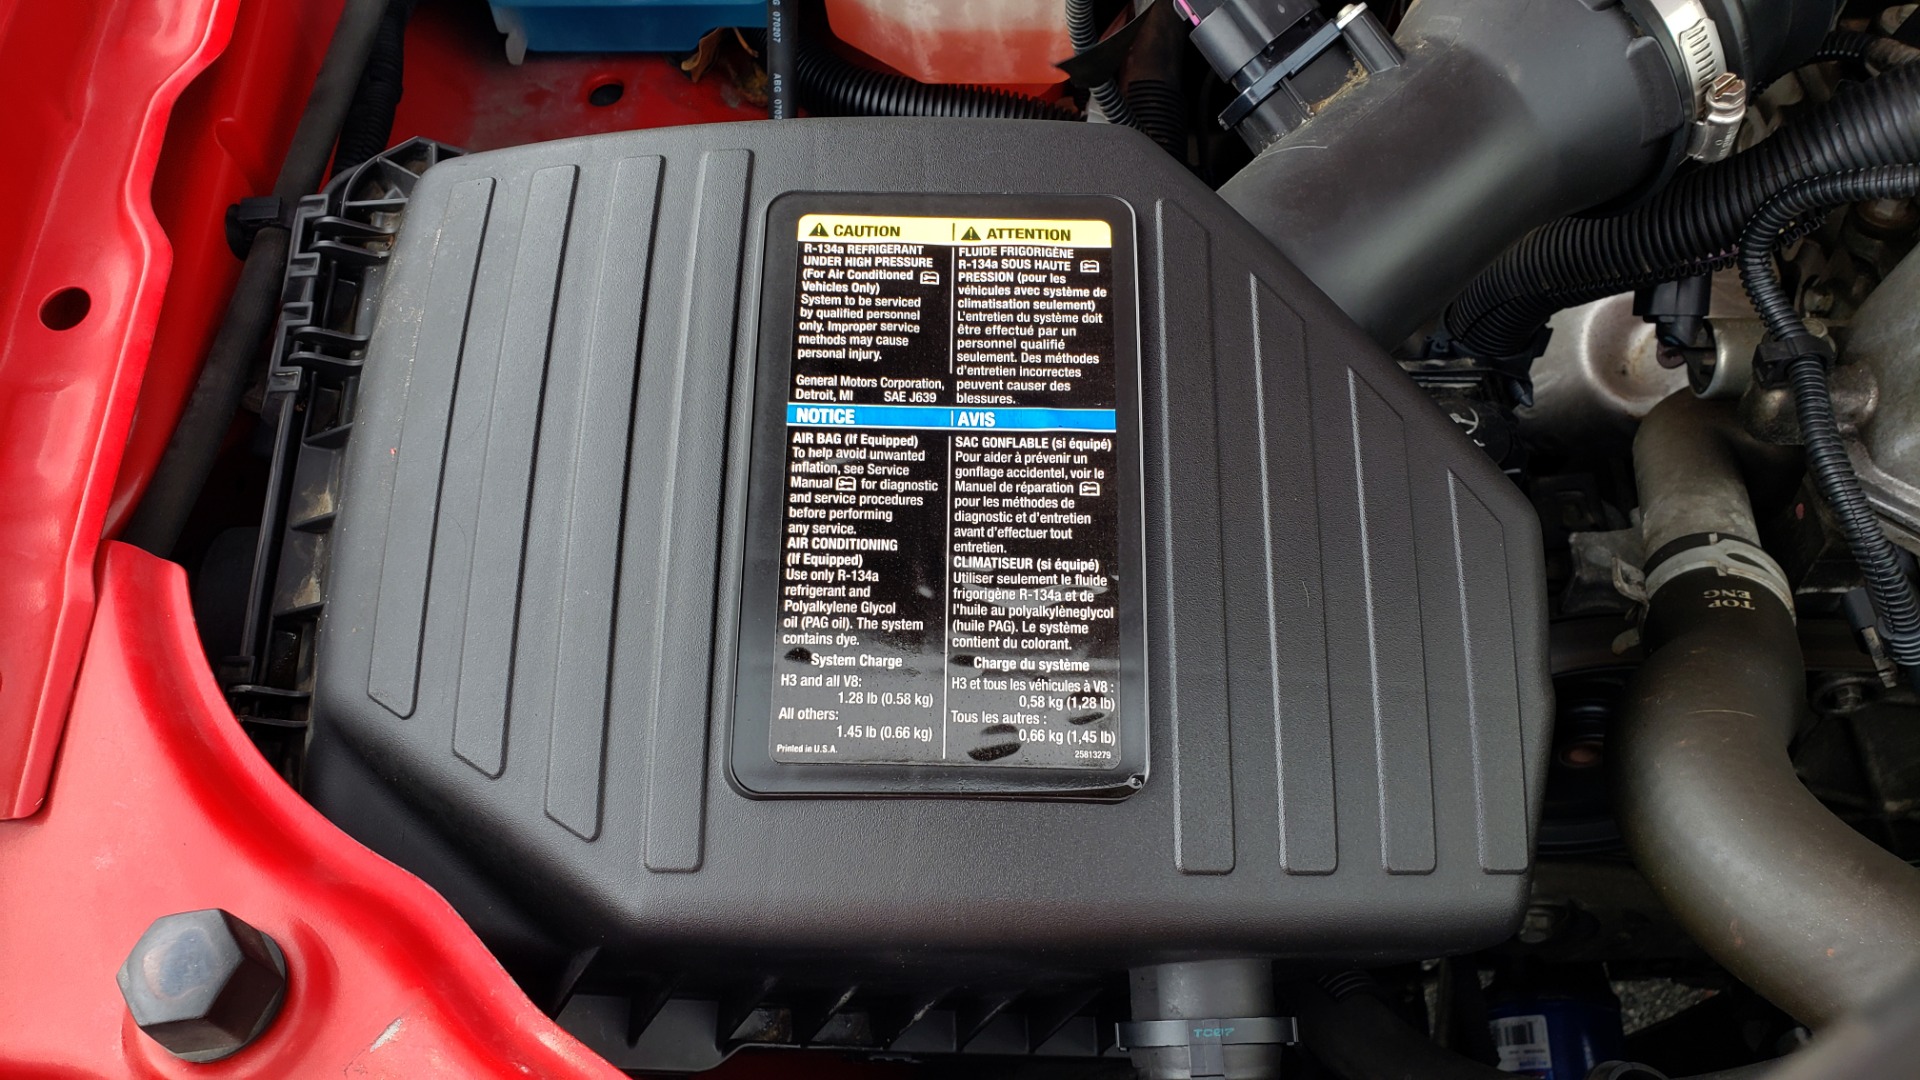 G 070207
ABG 0702
CAUTION
R-134a REFRIGERANT
UNDER HIGH PRESSURE
(For Air Conditioned
Vehicles Only)
System to be serviced
by qualified personnel
only. Improper service
methods may cause
personal injury.
General Motors Corporation,
Detroit, MI SAE J639
ATTENTION
FLUIDE FRIGORIGÈNE
R-134a SOUS HAUTE
PRESSION (pour les
véhicules avec système de
climatisation seulement)
L'entretien du système doit
être effectué par un
personnel qualifié
seulement. Des méthodes
d'entretien incorrectes
peuvent causer des
blessures.
NOTICE
AIR BAG (If Equipped)
To help avoid unwanted
inflation, see Service
Manual for diagnostic
and service procedures
before performing
any service.
AIR CONDITIONING
(If Equipped)
Use only R-134a
refrigerant and
Polyalkylene Glycol
oil (PAG oil). The system
contains dye.
System Charge
H3 and all V8:
1.28 lb (0.58 kg)
All others:
1.45 lb (0.66 kg)
Printed in U.S.A.
AVIS
SAC GONFLABLE (si équipé)
Pour aider à prévenir un
gonflage accidentel, voir le
Manuel de réparation
pour les méthodes de
diagnostic et d'entretien
avant d'effectuer tout
entretien.
CLIMATISEUR (si équipé)
Utiliser seulement le fluide
frigorigène R-134a et de
l'huile au polyalkylèneglycol
(huile PAG). Le système
contient du colorant.
Charge du système
H3 et tous les véhicules à V8 :
0,58 kg (1,28 lb)
Tous les autres :
0,66 kg (1,45 lb)
25813279
TOP
ENG